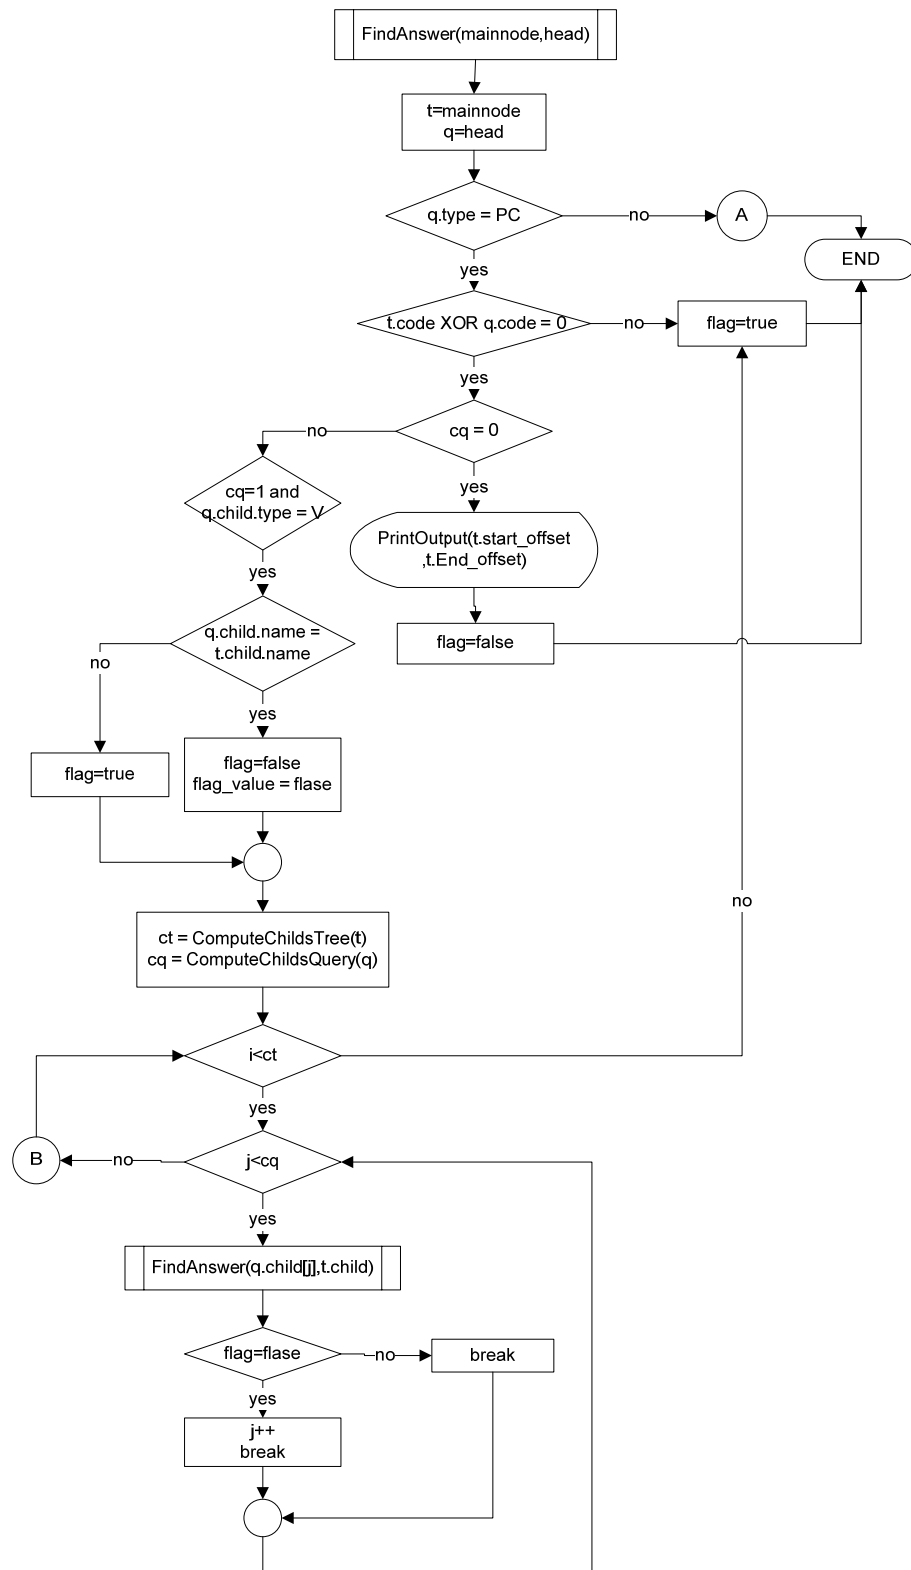 FindAnswer(mainnode,head)
t=mainnode
q=head
q.type = PC
no
A
END
yes
t.code XOR q.code = 0
no
flag=true
yes
cq = 0
no
yes
cq=1 and
q.child.type = V
PrintOutput(t.start_offset
,t.End_offset)
yes
q.child.name =
t.child.name
flag=false
no
yes
flag=true
flag=false
flag_value = flase
no
ct = ComputeChildsTree(t)
cq = ComputeChildsQuery(q)
i<ct
yes
j<cq
no
B
yes
FindAnswer(q.child[j],t.child)
flag=flase
no
break
yes
j++
break